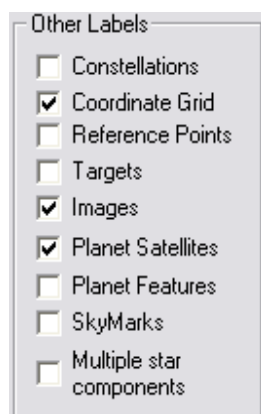 Other Labels
Constellations
Coordinate Grid
Reference Points
Targets
Images
Planet Satellites
Planet Features
SkyMarks
Multiple star
components